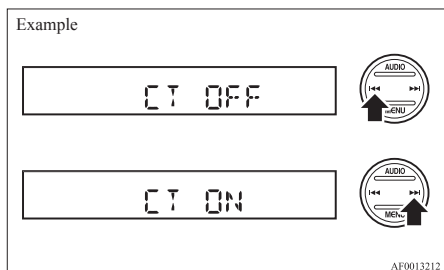 Example
CT OFF
AUDIO
MENU
CT ON
AUDIO
MENU
AF0013212